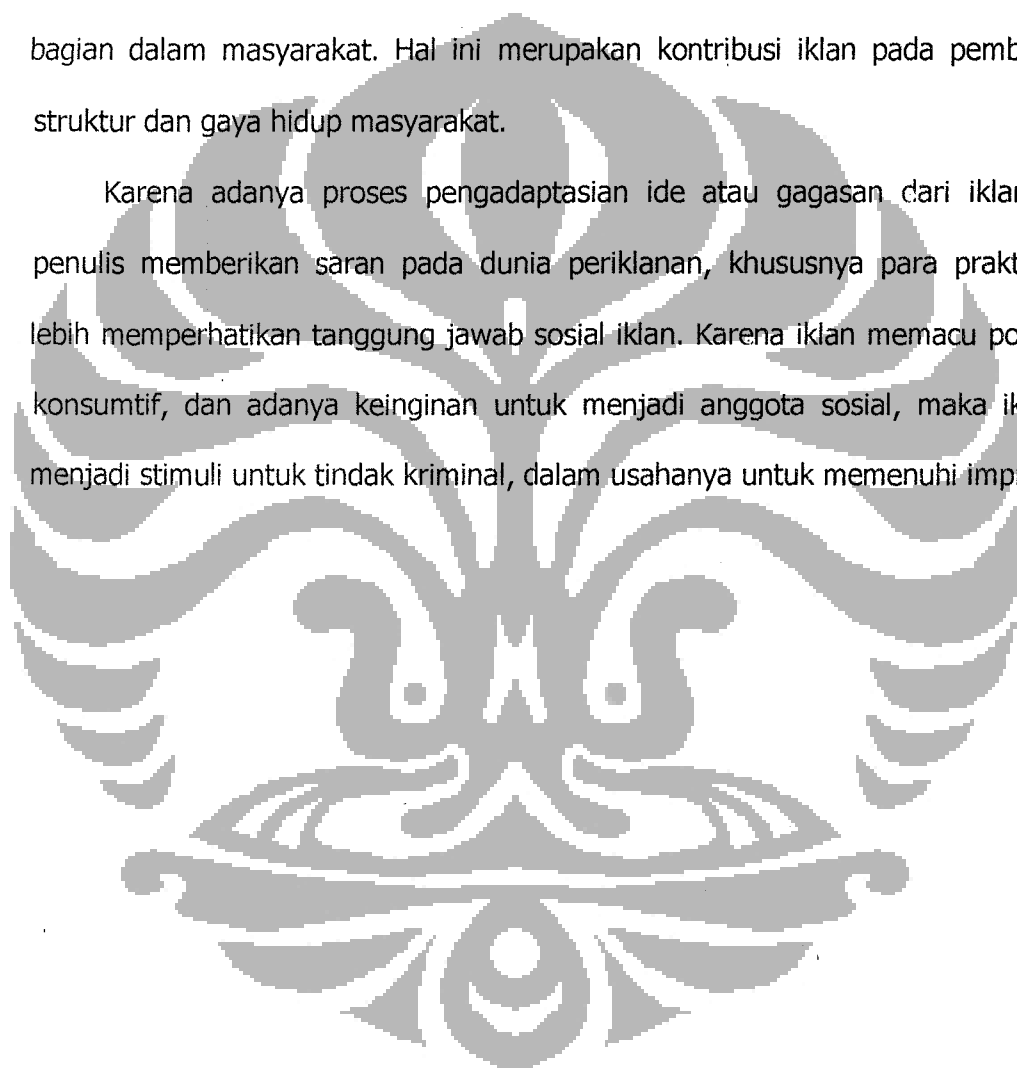 bagian dalam masyarakat. Hal ini merupakan kontribusi iklan pada pemb
struktur dan gaya hidup masyarakat.
Karena adanya proses pengadaptasian ide atau gagasan dari iklan
penulis memberikan saran pada dunia periklanan, khususnya para prakt
lebih memperhatikan tanggung jawab sosial iklan. Karena iklan memacu po
konsumtif, dan adanya keinginan untuk menjadi anggota sosial, maka ik
menjadi stimuli untuk tindak kriminal, dalam usahanya untuk memenuhi imp